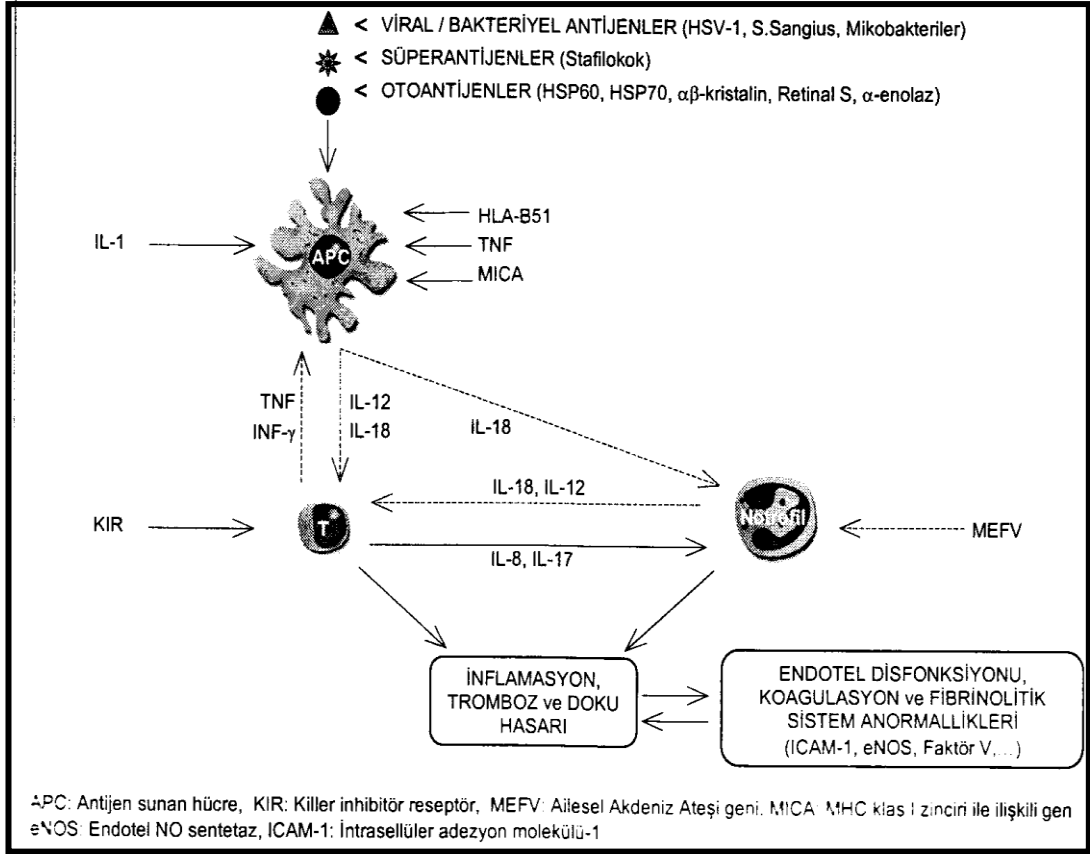 < VİRAL / BAKTERİYEL ANTİJENLER (HSV-1, S.Sangius, Mikobakteriler)
< SÜPERANTİJENLER (Stafilokok)
< OTOANTİJENLER (HSP60, HSP70, αβ-kristalin, Retinal S, α-enolaz)
HLA-B51
IL-1
TNF
APC
MICA
TNF
IL-12
INF-γ
IL-18
IL-18
IL-18, IL-12
KIR
T
Nötrofil
MEFV
IL-8, IL-17
İNFLAMASYON,
TROMBOZ ve DOKU
HASARI
ENDOTEL DİSFONKSİYONU,
KOAGULASYON ve FİBRİNOLİTİK
SİSTEM ANORMALLİKLERİ
(ICAM-1, eNOS, Faktör V,...)
APC: Antijen sunan hücre, KIR: Killer inhibitör reseptör, MEFV: Ailesel Akdeniz Ateşi geni. MICA: MHC klas I zinciri ile ilişkili gen
eNOS: Endotel NO sentetaz, ICAM-1: İntrasellüler adezyon molekülü-1